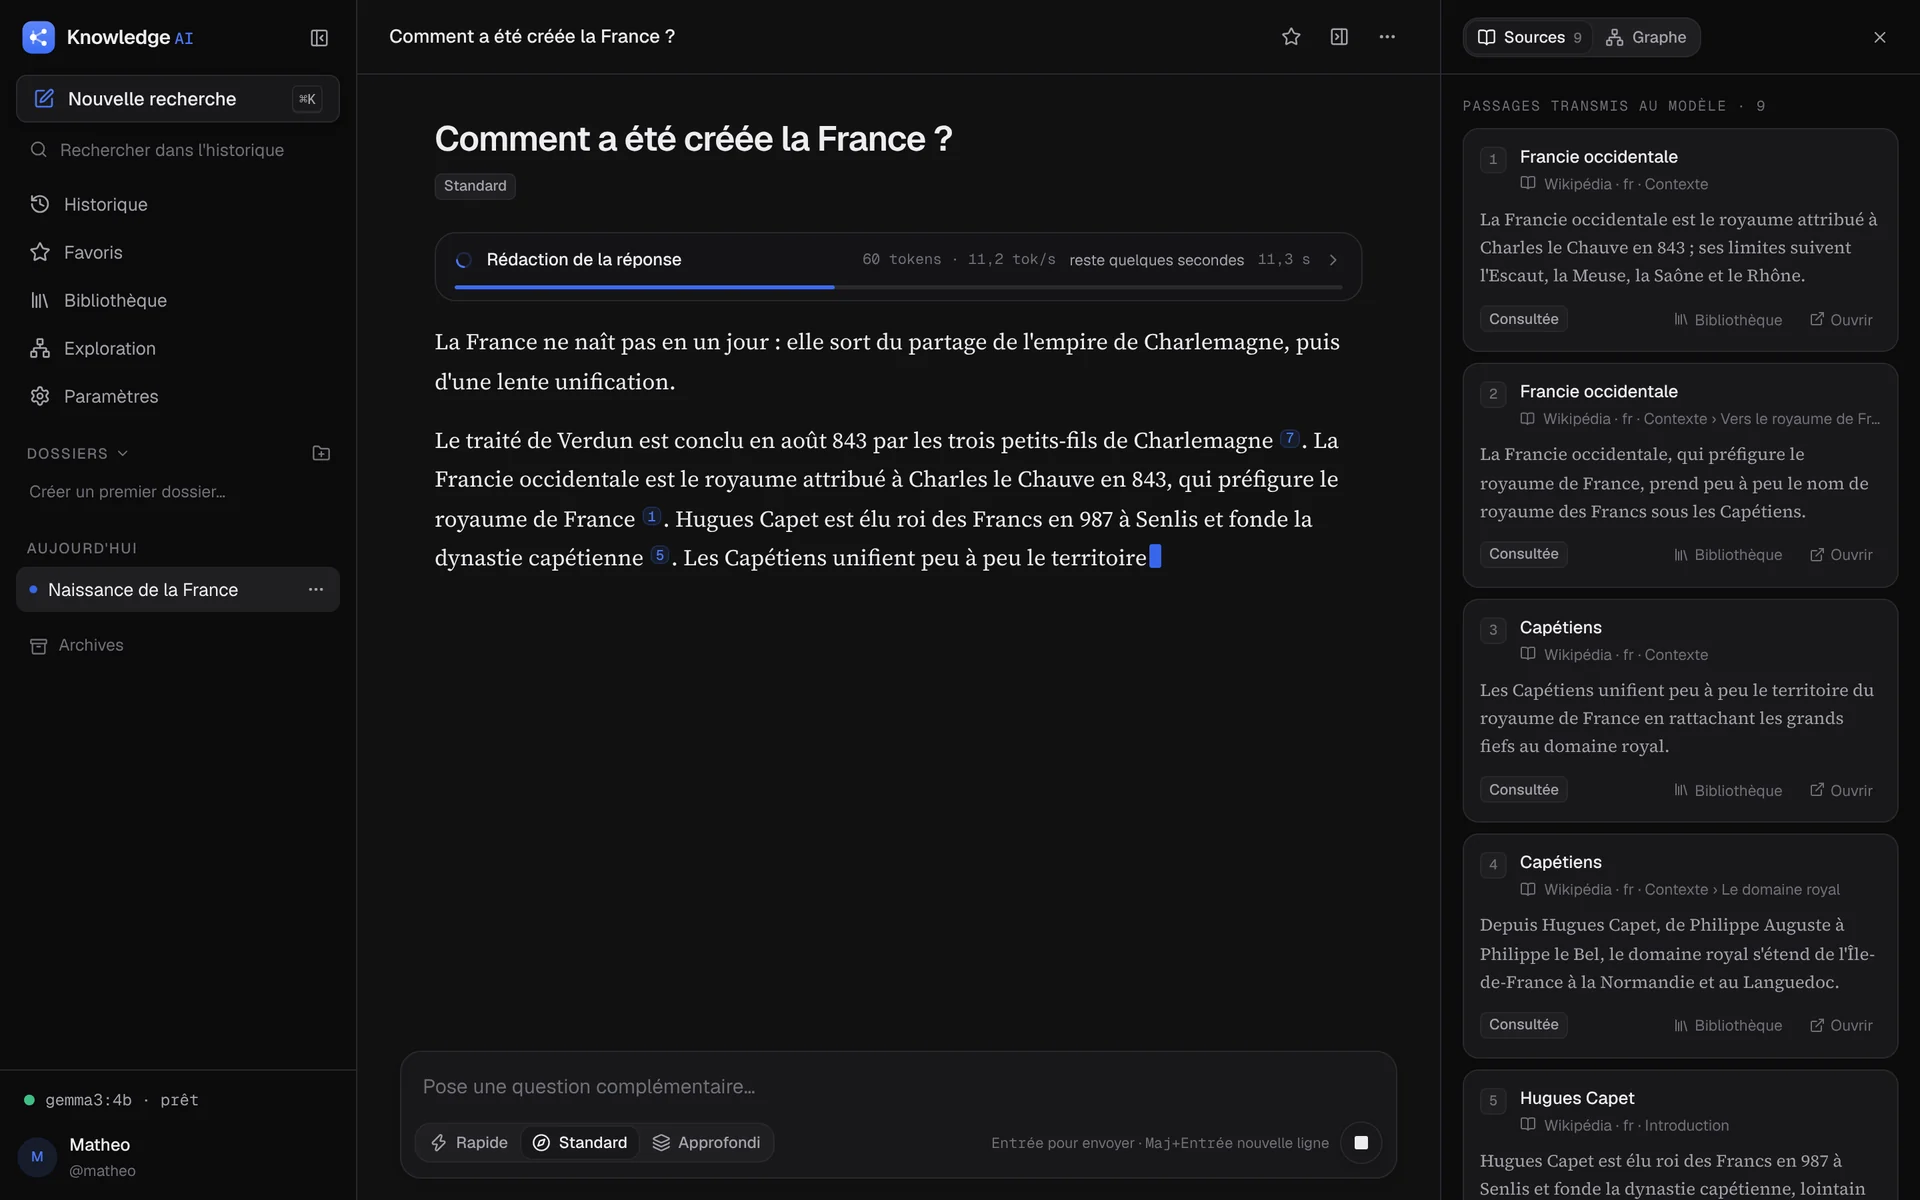 Knowledge AI
Nouvelle recherche
⌘K
Rechercher dans l'historique
Historique
Favoris
Bibliothèque
Exploration
Paramètres
DOSSIERS
Créer un premier dossier…
AUJOURD'HUI
Naissance de la France
Archives
gemma3:4b · prêt
M
Matheo
@matheo
Comment a été créée la France ?
Comment a été créée la France ?
Standard
Rédaction de la réponse
60 tokens · 11,2 tok/s reste quelques secondes 11,3 s
La France ne naît pas en un jour : elle sort du partage de l'empire de Charlemagne, puis
d'une lente unification.
Le traité de Verdun est conclu en août 843 par les trois petits-fils de Charlemagne 7. La
Francie occidentale est le royaume attribué à Charles le Chauve en 843, qui préfigure le
royaume de France 1. Hugues Capet est élu roi des Francs en 987 à Senlis et fonde la
dynastie capétienne 5. Les Capétiens unifient peu à peu le territoire
Pose une question complémentaire…
Rapide
Standard
Approfondi
Entrée pour envoyer · Maj+Entrée nouvelle ligne
Sources 9
Graphe
PASSAGES TRANSMIS AU MODÈLE · 9
1
Francie occidentale
Wikipédia · fr · Contexte
La Francie occidentale est le royaume attribué à
Charles le Chauve en 843 ; ses limites suivent
l'Escaut, la Meuse, la Saône et le Rhône.
Consultée
Bibliothèque
Ouvrir
2
Francie occidentale
Wikipédia · fr · Contexte › Vers le royaume de Fr…
La Francie occidentale, qui préfigure le
royaume de France, prend peu à peu le nom de
royaume des Francs sous les Capétiens.
Consultée
Bibliothèque
Ouvrir
3
Capétiens
Wikipédia · fr · Contexte
Les Capétiens unifient peu à peu le territoire du
royaume de France en rattachant les grands
fiefs au domaine royal.
Consultée
Bibliothèque
Ouvrir
4
Capétiens
Wikipédia · fr · Contexte › Le domaine royal
Depuis Hugues Capet, de Philippe Auguste à
Philippe le Bel, le domaine royal s'étend de l'Île-
de-France à la Normandie et au Languedoc.
Consultée
Bibliothèque
Ouvrir
5
Hugues Capet
Wikipédia · fr · Introduction
Hugues Capet est élu roi des Francs en 987 à
Senlis et fonde la dynastie capétienne, lointain